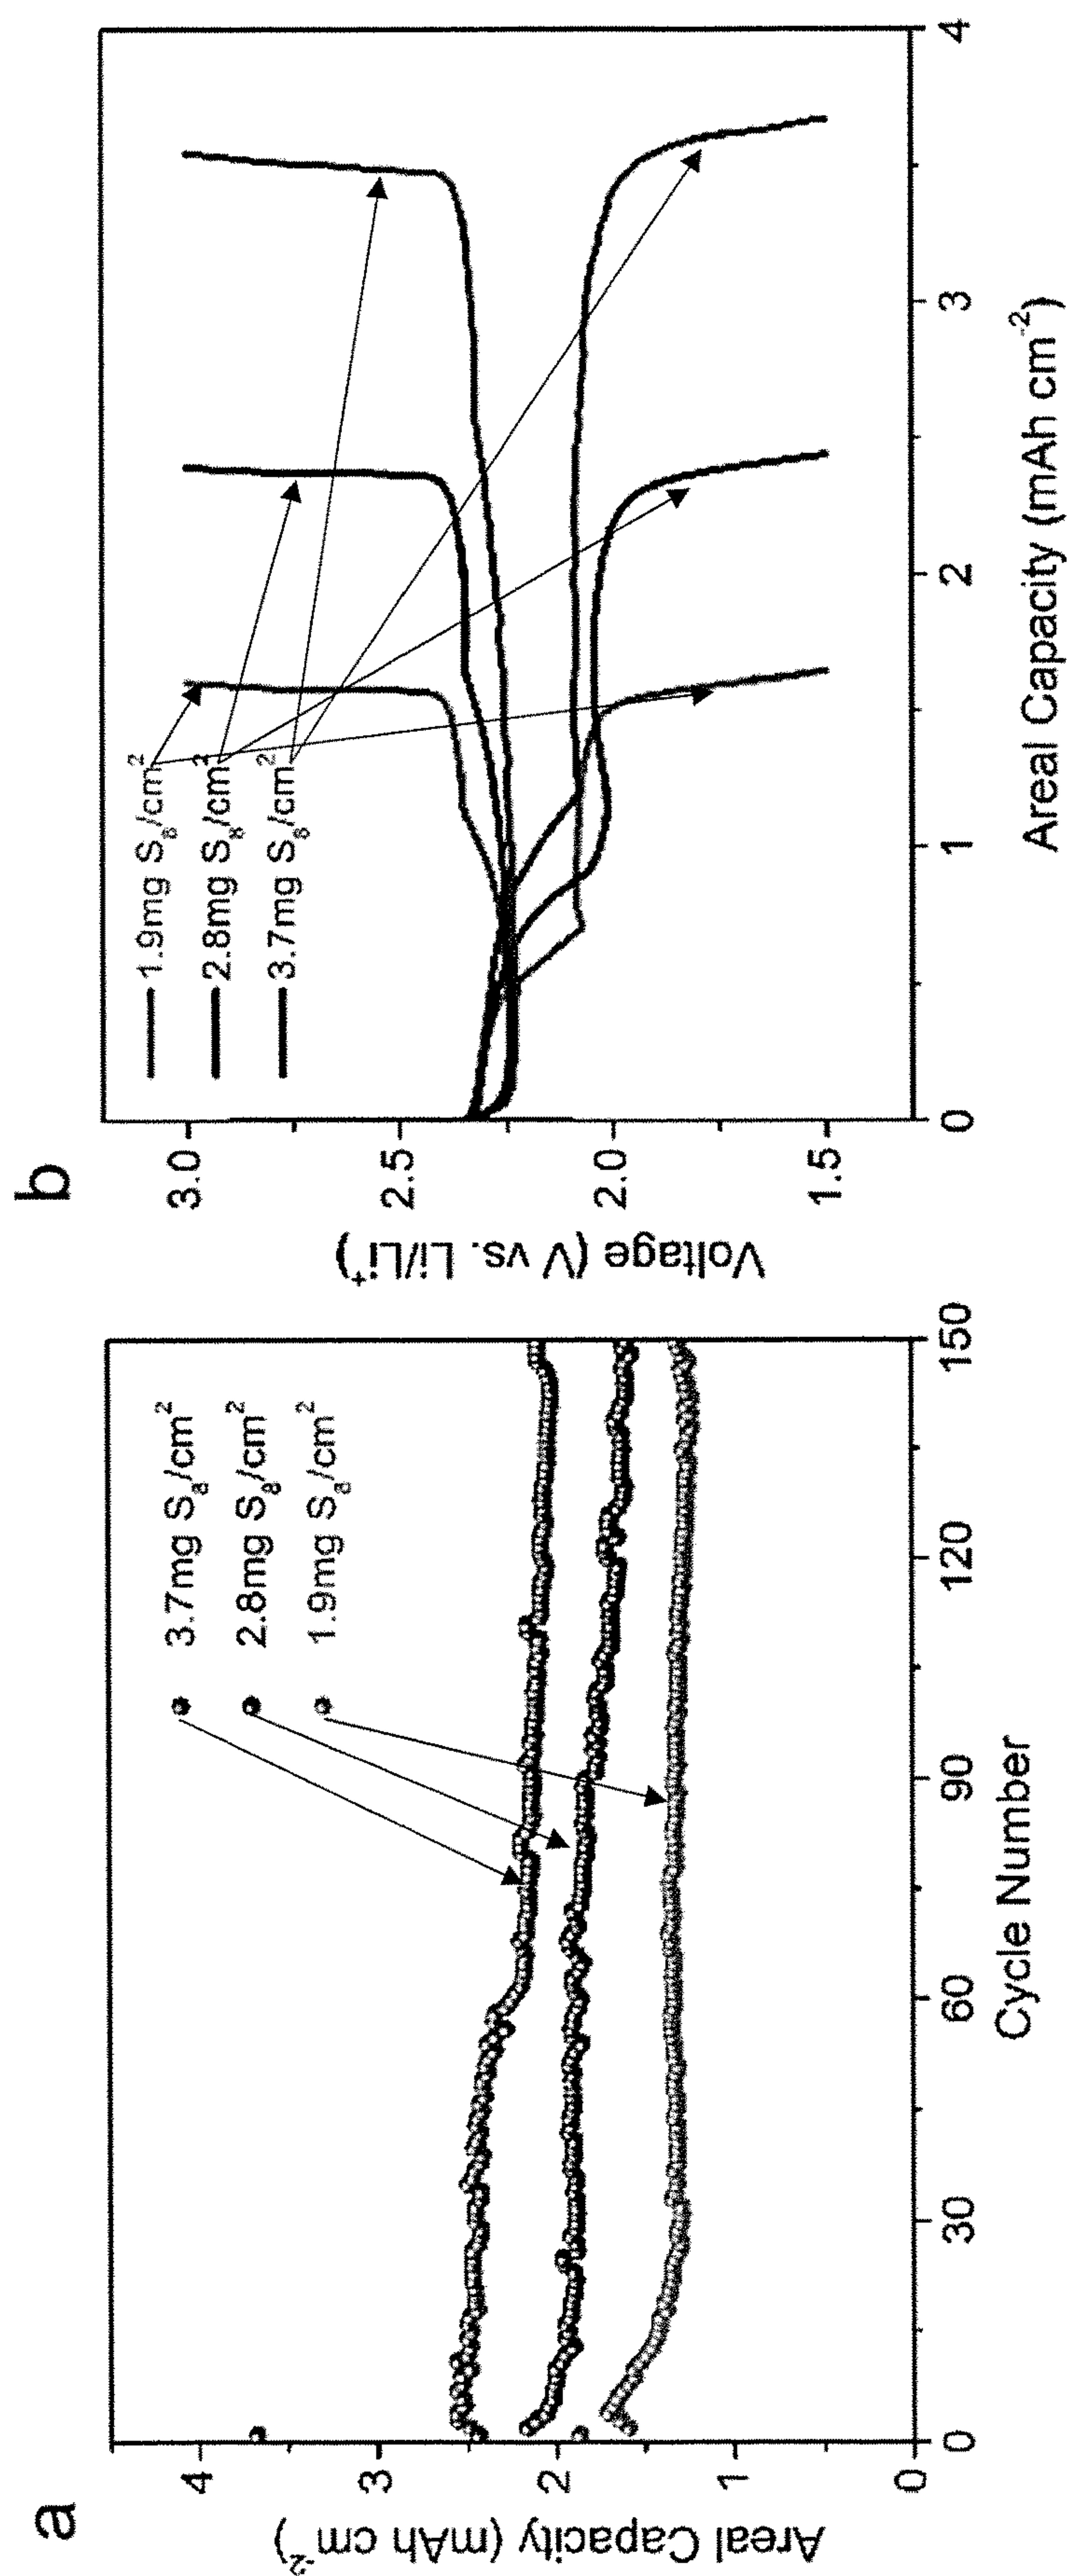 a
Areal Capacity (mAh cm⁻²)
4
3
2
1
0
3.7mg S₈/cm²
2.8mg S₈/cm²
1.9mg S₈/cm²
0
30
60
90
120
150
Cycle Number
b
Voltage (V vs. Li/Li⁺)
3.0
2.5
2.0
1.5
1.9mg S₈/cm²
2.8mg S₈/cm²
3.7mg S₈/cm²
0
1
2
3
4
Areal Capacity (mAh cm⁻²)